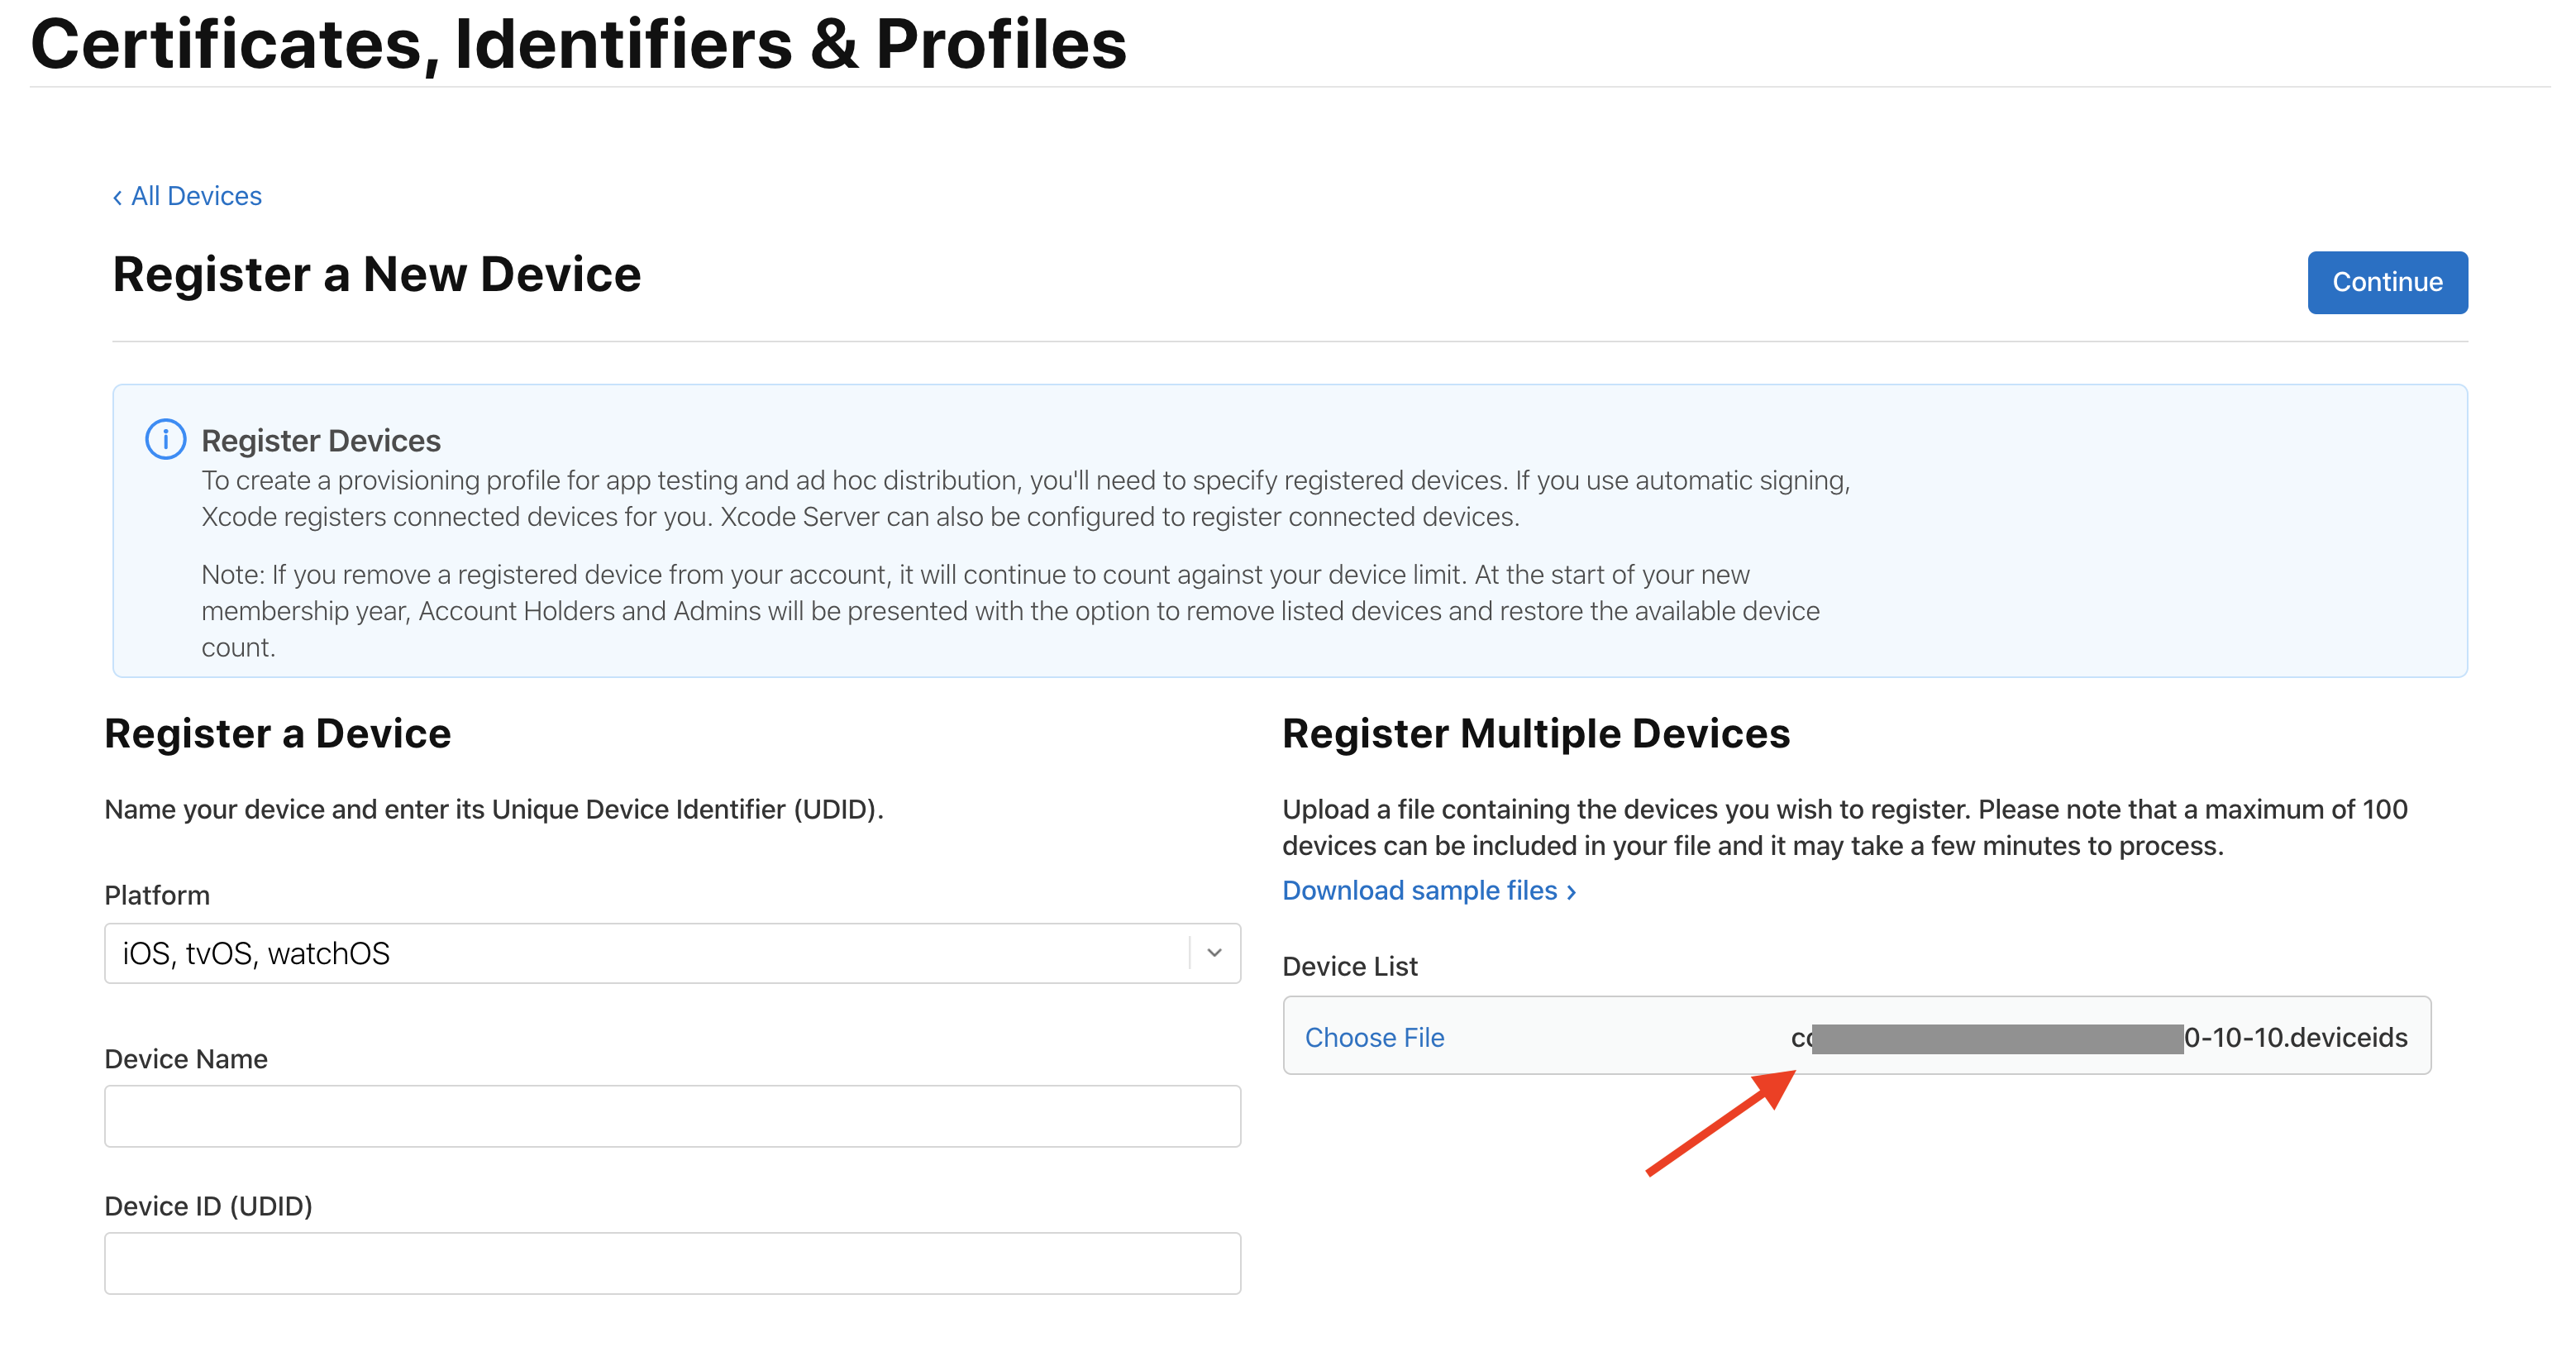 Certificates, Identifiers & Profiles
‹ All Devices
Register a New Device
Continue
Register Devices
To create a provisioning profile for app testing and ad hoc distribution, you'll need to specify registered devices. If you use automatic signing,
Xcode registers connected devices for you. Xcode Server can also be configured to register connected devices.
Note: If you remove a registered device from your account, it will continue to count against your device limit. At the start of your new
membership year, Account Holders and Admins will be presented with the option to remove listed devices and restore the available device
count.
Register a Device
Name your device and enter its Unique Device Identifier (UDID).
Platform
iOS, tvOS, watchOS
Device Name
Device ID (UDID)
Register Multiple Devices
Upload a file containing the devices you wish to register. Please note that a maximum of 100
devices can be included in your file and it may take a few minutes to process.
Download sample files ›
Device List
Choose File
0-10-10.deviceids